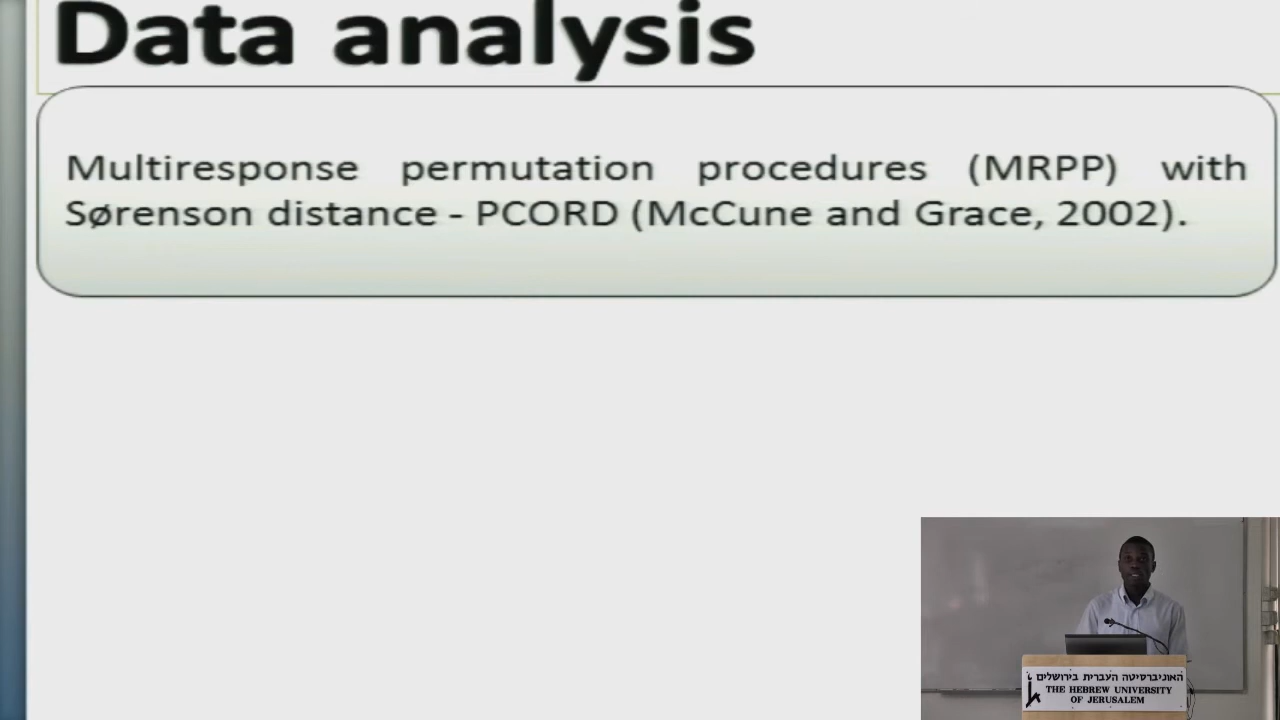 Data analysis
Multiresponse permutation procedures (MRPP) with
Sørenson distance - PCORD (McCune and Grace, 2002).
האוניברסיטה העברית בירושלים
THE HEBREW UNIVERSITY
OF JERUSALEM